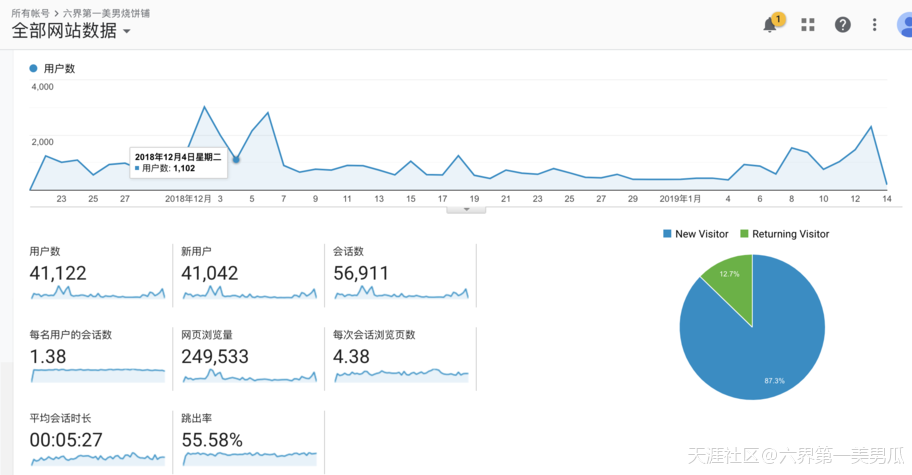 所有帐号 > 六界第一美男烧饼铺
全部网站数据
1
用户数
4,000
2,000
2018年12月4日星期二
用户数: 1,102
23 25 27 2018年12月 3 5 7 9 11 13 15 17 19 21 23 25 27 29 2019年1月 4 6 8 10 12 14
New Visitor Returning Visitor
用户数 新用户 会话数
41,122 41,042 56,911
12.7%
每名用户的会话数 网页浏览量 每次会话浏览页数
1.38 249,533 4.38
87.3%
平均会话时长 跳出率
00:05:27 55.58%
天涯社区@六界第一美男瓜